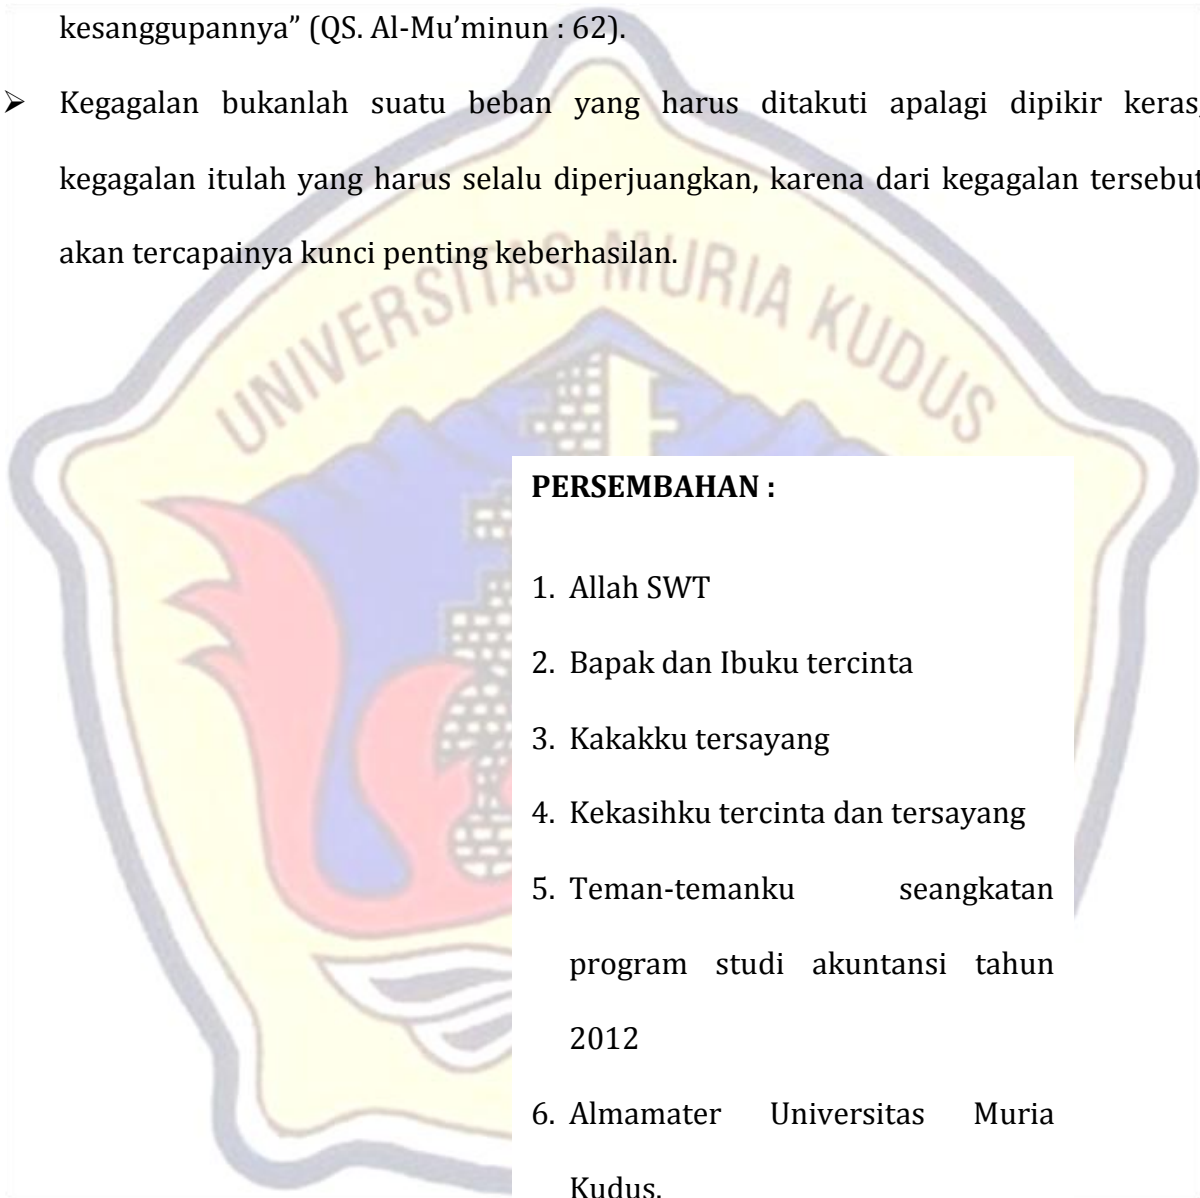 kesanggupannya” (QS. Al-Mu’minun : 62).
➢ Kegagalan bukanlah suatu beban yang harus ditakuti apalagi dipikir keras,
kegagalan itulah yang harus selalu diperjuangkan, karena dari kegagalan tersebut
akan tercapainya kunci penting keberhasilan.
UNIVERSITAS MURIA KUDUS
PERSEMBAHAN :
1. Allah SWT
2. Bapak dan Ibuku tercinta
3. Kakakku tersayang
4. Kekasihku tercinta dan tersayang
5. Teman-temanku seangkatan
program studi akuntansi tahun
2012
6. Almamater Universitas Muria
Kudus.